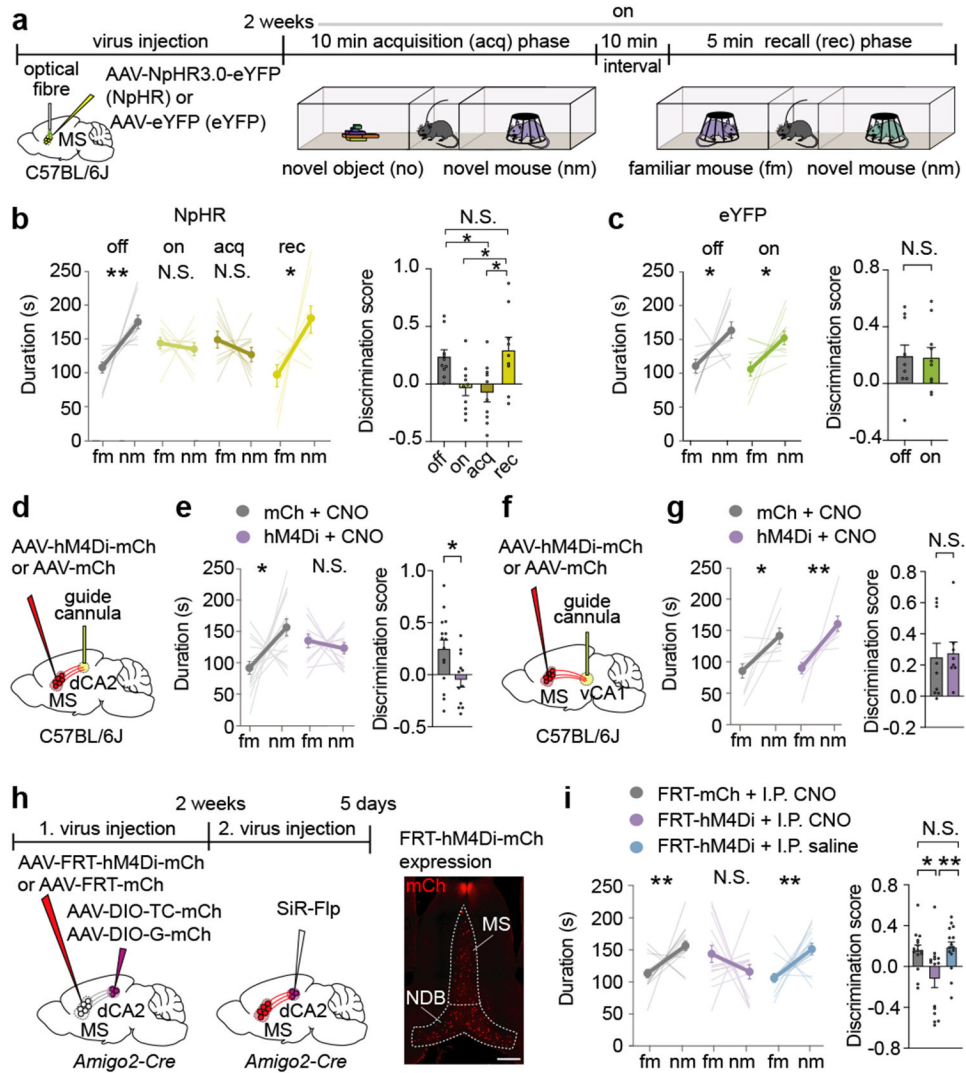 a
2 weeks
on
virus injection
10 min acquisition (acq) phase
10 min
interval
5 min recall (rec) phase
optical
fibre
AAV-NpHR3.0-eYFP
(NpHR) or
AAV-eYFP (eYFP)
MS
C57BL/6J
novel object (no)
novel mouse (nm)
familiar mouse (fm)
novel mouse (nm)
b
NpHR
off on acq rec
** N.S. N.S. *
Duration (s)
250
200
150
100
50
0
fm nm fm nm fm nm fm nm
N.S.
*
*
*
Discrimination score
1.0
0.5
0.0
-0.5
off on acq rec
c
eYFP
off on
* *
Duration (s)
250
200
150
100
50
0
fm nm fm nm
N.S.
Discrimination score
0.8
0.4
0.0
-0.4
off on
d
AAV-hM4Di-mCh
or AAV-mCh
guide
cannula
dCA2
MS
C57BL/6J
e
mCh + CNO
hM4Di + CNO
* N.S.
Duration (s)
250
200
150
100
50
0
fm nm fm nm
*
Discrimination score
1.0
0.5
0.0
-0.5
f
AAV-hM4Di-mCh
or AAV-mCh
guide
cannula
MS
vCA1
C57BL/6J
g
mCh + CNO
hM4Di + CNO
* **
Duration (s)
250
200
150
100
50
0
fm nm fm nm
N.S.
Discrimination score
0.8
0.6
0.4
0.2
0.0
-0.2
h
2 weeks
5 days
1. virus injection
2. virus injection
AAV-FRT-hM4Di-mCh
or AAV-FRT-mCh
AAV-DIO-TC-mCh
AAV-DIO-G-mCh
SiR-Flp
dCA2
MS
Amigo2-Cre
dCA2
MS
Amigo2-Cre
FRT-hM4Di-mCh
expression
mCh
MS
NDB
i
FRT-mCh + I.P. CNO
FRT-hM4Di + I.P. CNO
FRT-hM4Di + I.P. saline
** N.S. **
Duration (s)
250
200
150
100
50
0
fm nm fm nm fm nm
N.S.
* **
Discrimination score
0.8
0.4
0.0
-0.4
-0.8